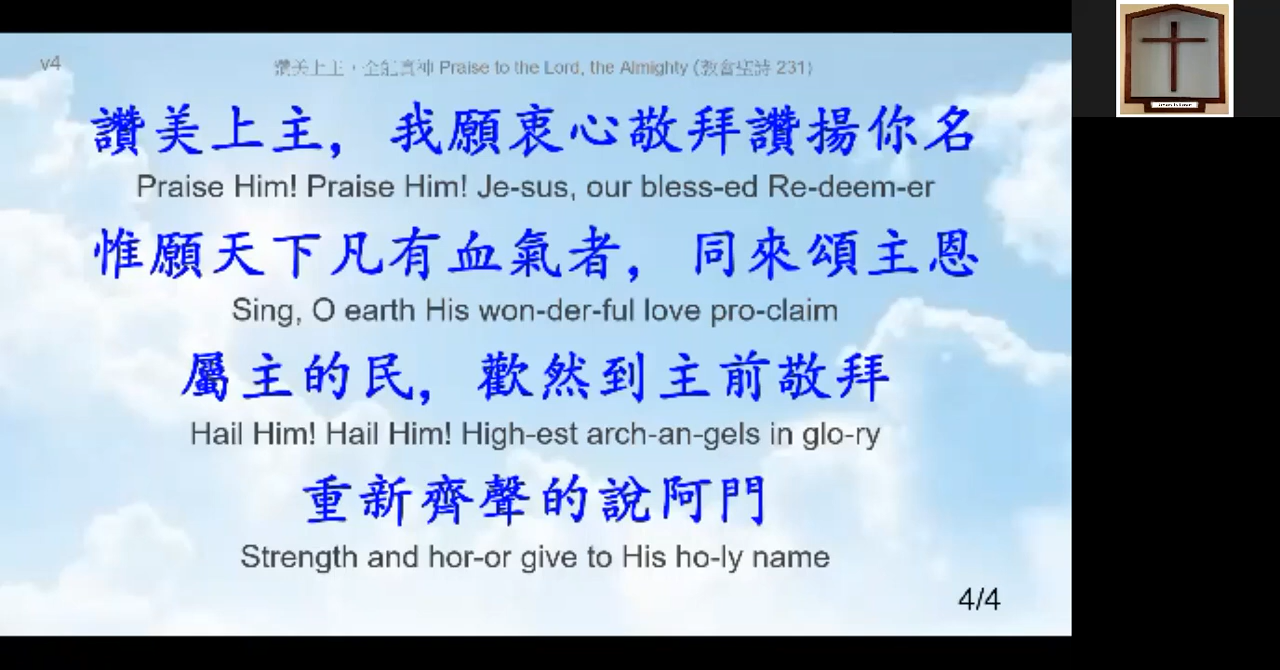 v4
讚美上主，全能真神 Praise to the Lord, the Almighty (教會聖詩 231)
讚美上主，我願衷心敬拜讚揚你名
Praise Him! Praise Him! Je-sus, our bless-ed Re-deem-er
惟願天下凡有血氣者，同來頌主恩
Sing, O earth His won-der-ful love pro-claim
屬主的民，歡然到主前敬拜
Hail Him! Hail Him! High-est arch-an-gels in glo-ry
重新齊聲的說阿門
Strength and hor-or give to His ho-ly name
4/4